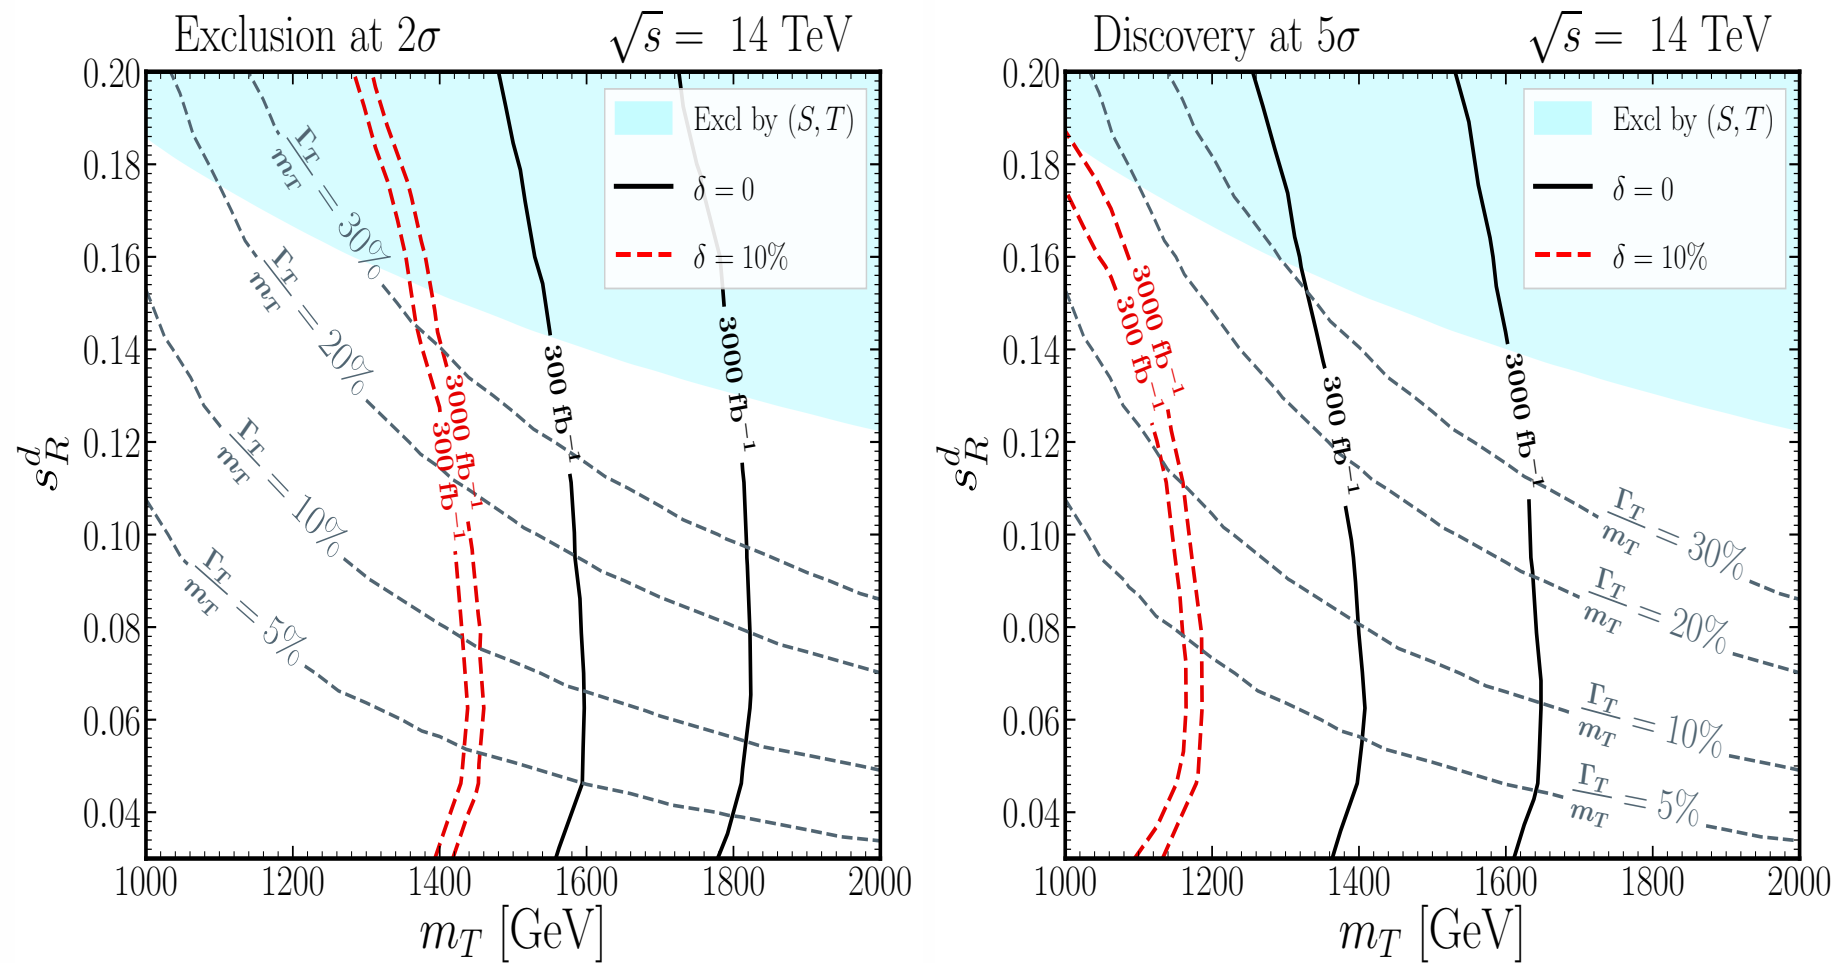 Exclusion at 2σ
√s = 14 TeV
0.20
0.18
0.16
0.14
0.12
0.10
0.08
0.06
0.04
s_R^d
Excl by (S, T)
δ = 0
δ = 10%
Γ_T/m_T = 30%
Γ_T/m_T = 20%
Γ_T/m_T = 10%
Γ_T/m_T = 5%
3000 fb⁻¹
300 fb⁻¹
300 fb⁻¹
3000 fb⁻¹
1000 1200 1400 1600 1800 2000
m_T [GeV]
Discovery at 5σ
√s = 14 TeV
0.20
0.18
0.16
0.14
0.12
0.10
0.08
0.06
0.04
s_R^d
Excl by (S, T)
δ = 0
δ = 10%
3000 fb⁻¹
300 fb⁻¹
300 fb⁻¹
3000 fb⁻¹
Γ_T/m_T = 30%
Γ_T/m_T = 20%
Γ_T/m_T = 10%
Γ_T/m_T = 5%
1000 1200 1400 1600 1800 2000
m_T [GeV]